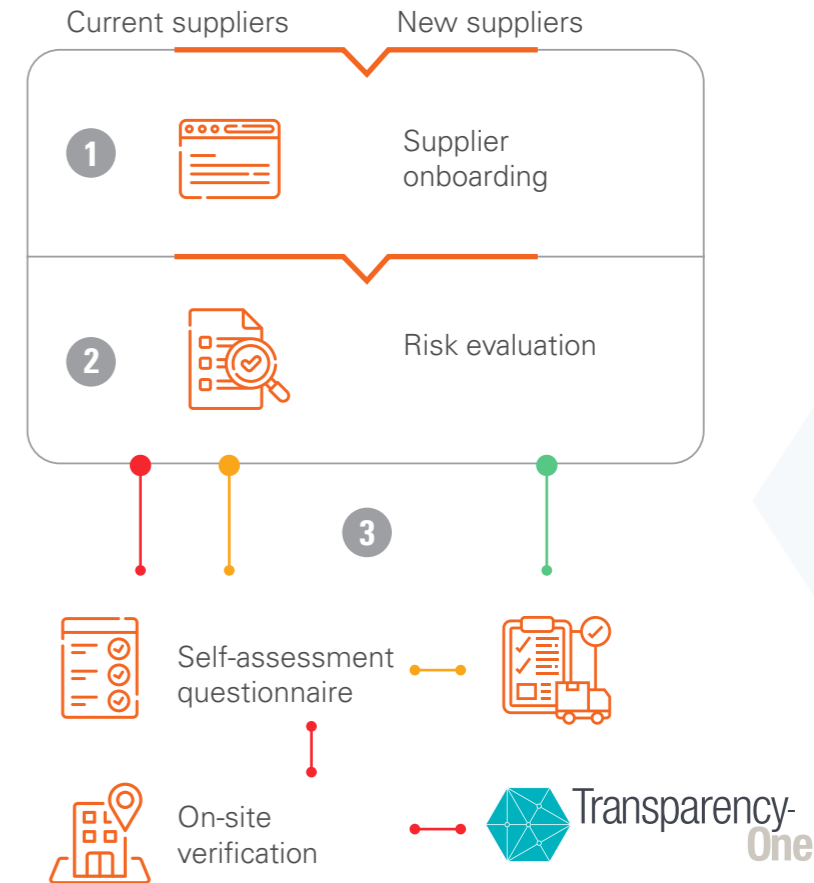 Current suppliers
New suppliers
1
Supplier
onboarding
2
Risk evaluation
3
Self-assessment
questionnaire
On-site
verification
Transparency-
One